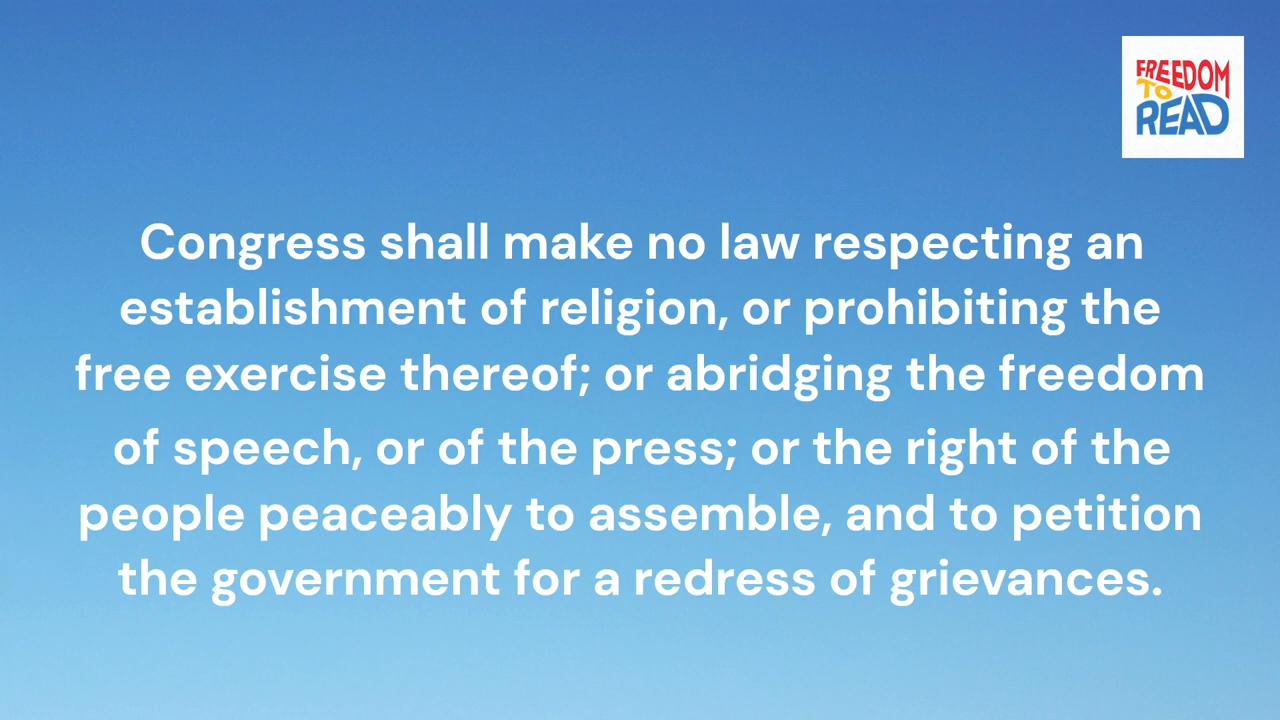 FREEDOM
TO
READ
Congress shall make no law respecting an
establishment of religion, or prohibiting the
free exercise thereof; or abridging the freedom
of speech, or of the press; or the right of the
people peaceably to assemble, and to petition
the government for a redress of grievances.